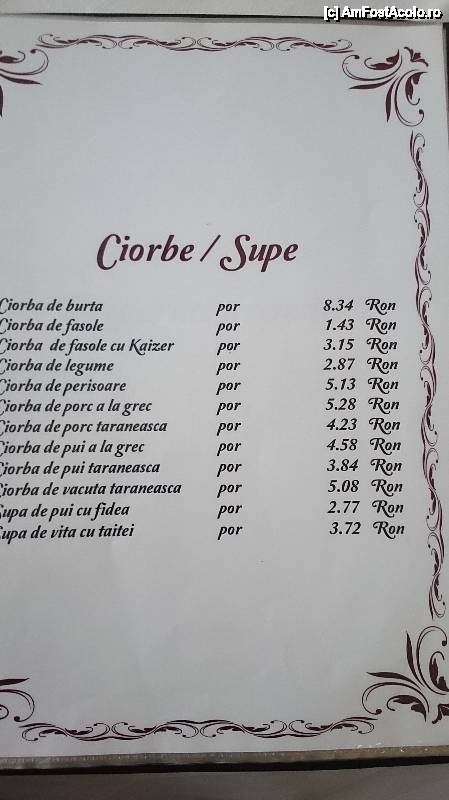 [c] AmFostAcolo.ro
Ciorbe / Supe
Ciorba de burta por 8.34 Ron
Ciorba de fasole por 1.43 Ron
Ciorba de fasole cu Kaizer por 3.15 Ron
Ciorba de legume por 2.87 Ron
Ciorba de perisoare por 5.13 Ron
Ciorba de porc a la grec por 5.28 Ron
Ciorba de porc taraneasca por 4.23 Ron
Ciorba de pui a la grec por 4.58 Ron
Ciorba de pui taraneasca por 3.84 Ron
Ciorba de vacuta taraneasca por 5.08 Ron
Supa de pui cu fidea por 2.77 Ron
Supa de vita cu taitei por 3.72 Ron
[c] AmFostAcolo.ro